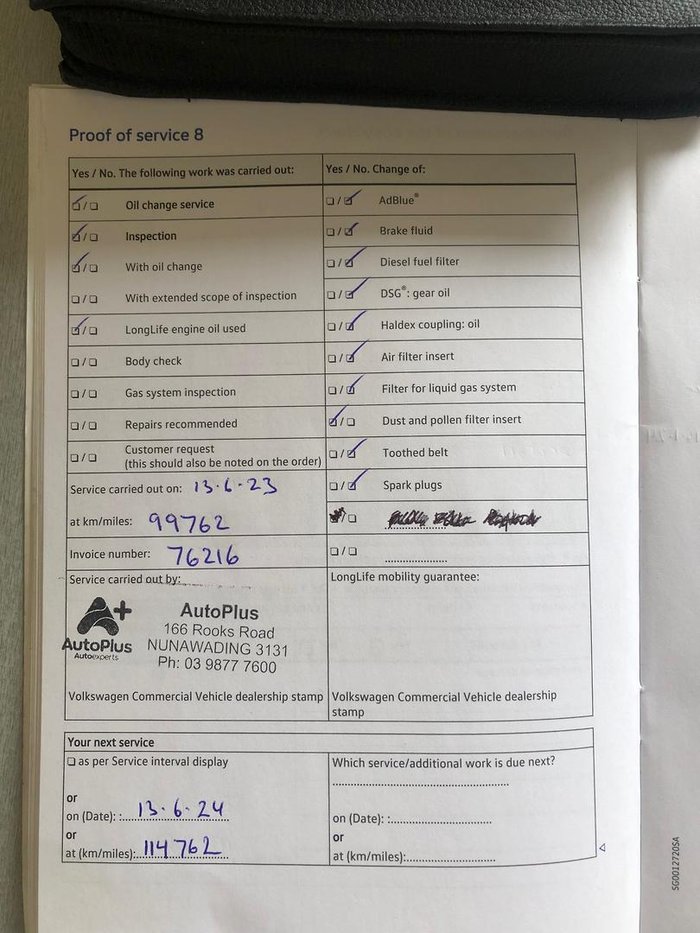 Proof of service 8
Yes / No. The following work was carried out:
Oil change service
Inspection
With oil change
With extended scope of inspection
LongLife engine oil used
Body check
Gas system inspection
Repairs recommended
Customer request
(this should also be noted on the order)
Service carried out on: 13.6.23
at km/miles: 99762
Invoice number: 76216
Service carried out by:
A+
AutoPlus
Autoexperts
AutoPlus
166 Rooks Road
NUNAWADING 3131
Ph: 03 9877 7600
Volkswagen Commercial Vehicle dealership stamp
Yes / No. Change of:
AdBlue®
Brake fluid
Diesel fuel filter
DSG®: gear oil
Haldex coupling: oil
Air filter insert
Filter for liquid gas system
Dust and pollen filter insert
Toothed belt
Spark plugs
LongLife mobility guarantee:
Volkswagen Commercial Vehicle dealership
stamp
Your next service
as per Service interval display
or
on (Date): : 13.6.24
or
at (km/miles): 114762
Which service/additional work is due next?
on (Date): :
or
at (km/miles):
SG0012720SA